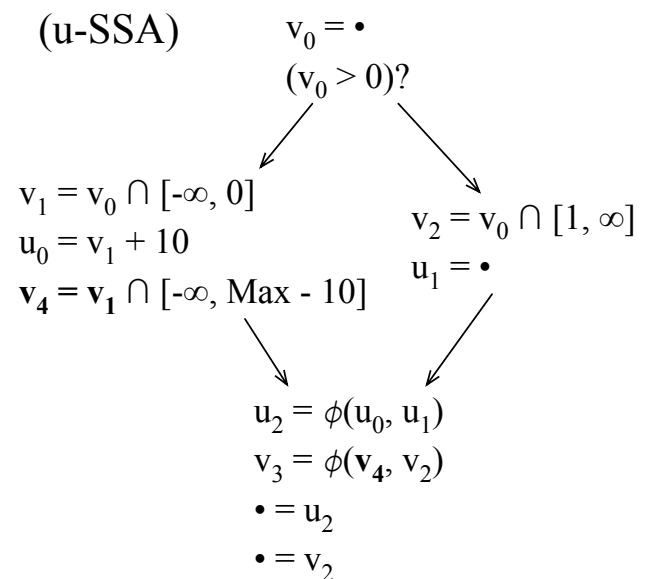 (u-SSA)
v₀ = •
(v₀ > 0)?
v₁ = v₀ ∩ [-∞, 0]
u₀ = v₁ + 10
v₄ = v₁ ∩ [-∞, Max - 10]
v₂ = v₀ ∩ [1, ∞]
u₁ = •
u₂ = ϕ(u₀, u₁)
v₃ = ϕ(v₄, v₂)
• = u₂
• = v₂